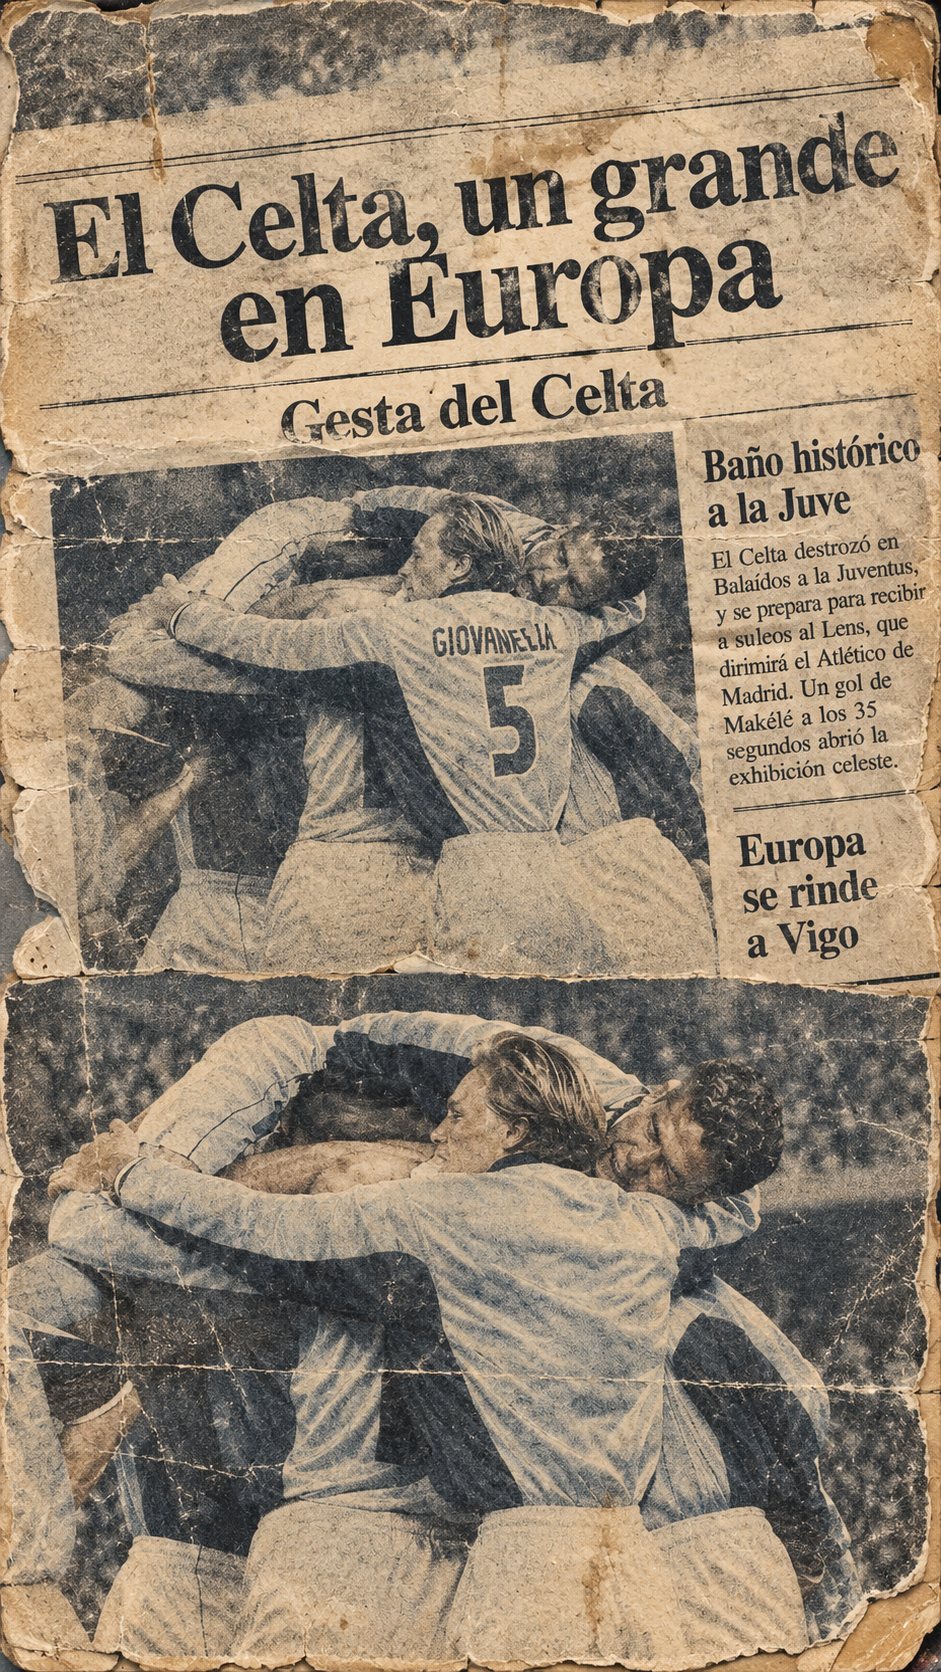 El Celta, un grande
en Europa
Gesta del Celta
GIOVANELLA
5
Baño histórico
a la Juve
El Celta destrozó en
Balaídos a la Juventus,
y se prepara para recibir
a suleos al Lens, que
dirimirá el Atlético de
Madrid. Un gol de
Makélé a los 35
segundos abrió la
exhibición celeste.
Europa
se rinde
a Vigo